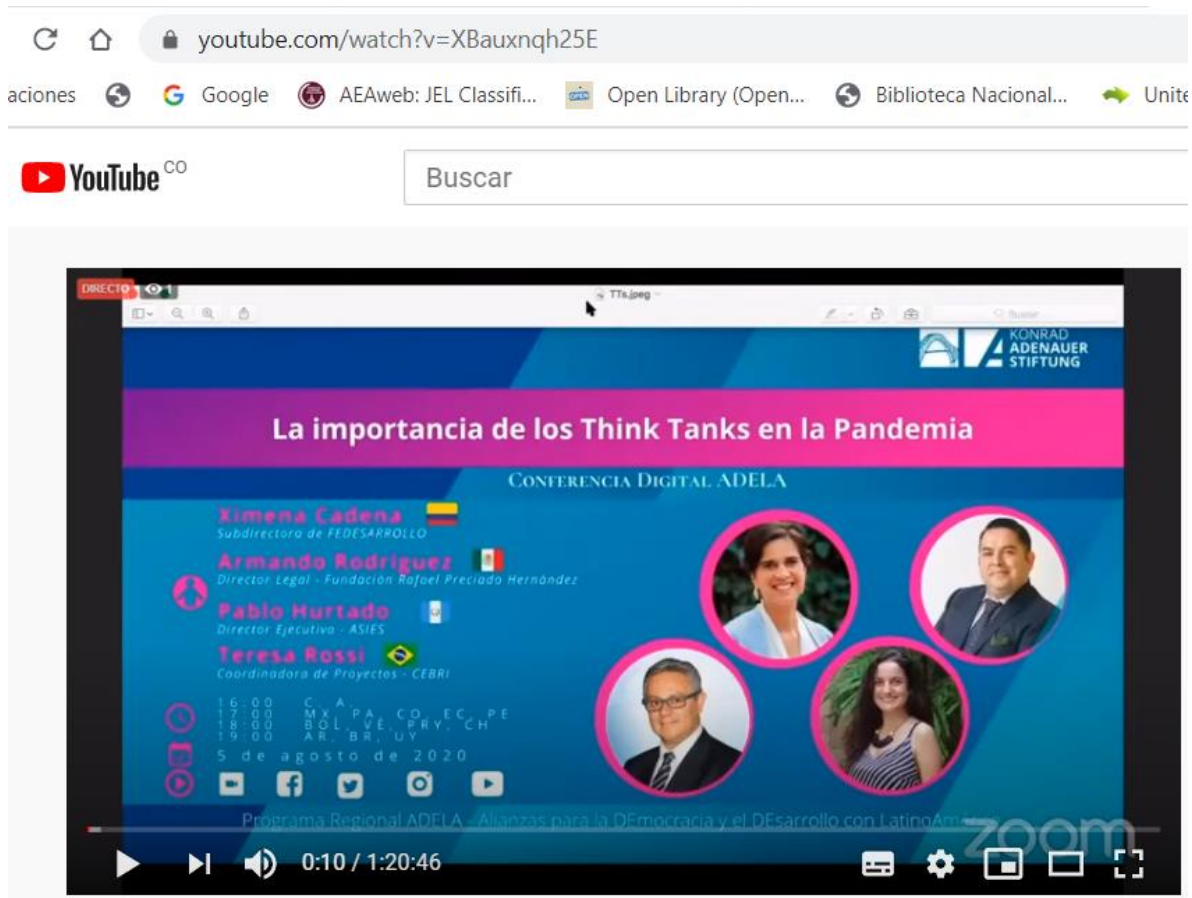 youtube.com/watch?v=XBauxnqh25E
aciones Google AEAweb: JEL Classifi... Open Library (Open... Biblioteca Nacional... Unite
YouTube CO
Buscar
DIRECTO 1
TTs.jpeg
Buscar
KONRAD
ADENAUER
STIFTUNG
La importancia de los Think Tanks en la Pandemia
CONFERENCIA DIGITAL ADELA
Ximena Cadena
Subdirectora de FEDESARROLLO
Armando Rodríguez
Director Legal - Fundación Rafael Preciado Hernández
Pablo Hurtado
Director Ejecutivo - ASIES
Teresa Rossi
Coordinadora de Proyectos - CEBRI
16:00 C.A.
17:00 MX, PA, CO, EC, PE
18:00 BOL, VE, PRY, CH
19:00 AR, BR, UY
5 de agosto de 2020
Programa Regional ADELA - Alianzas para la DEmocracia y el DEsarrollo con LatinoAmérica
zoom
0:10 / 1:20:46